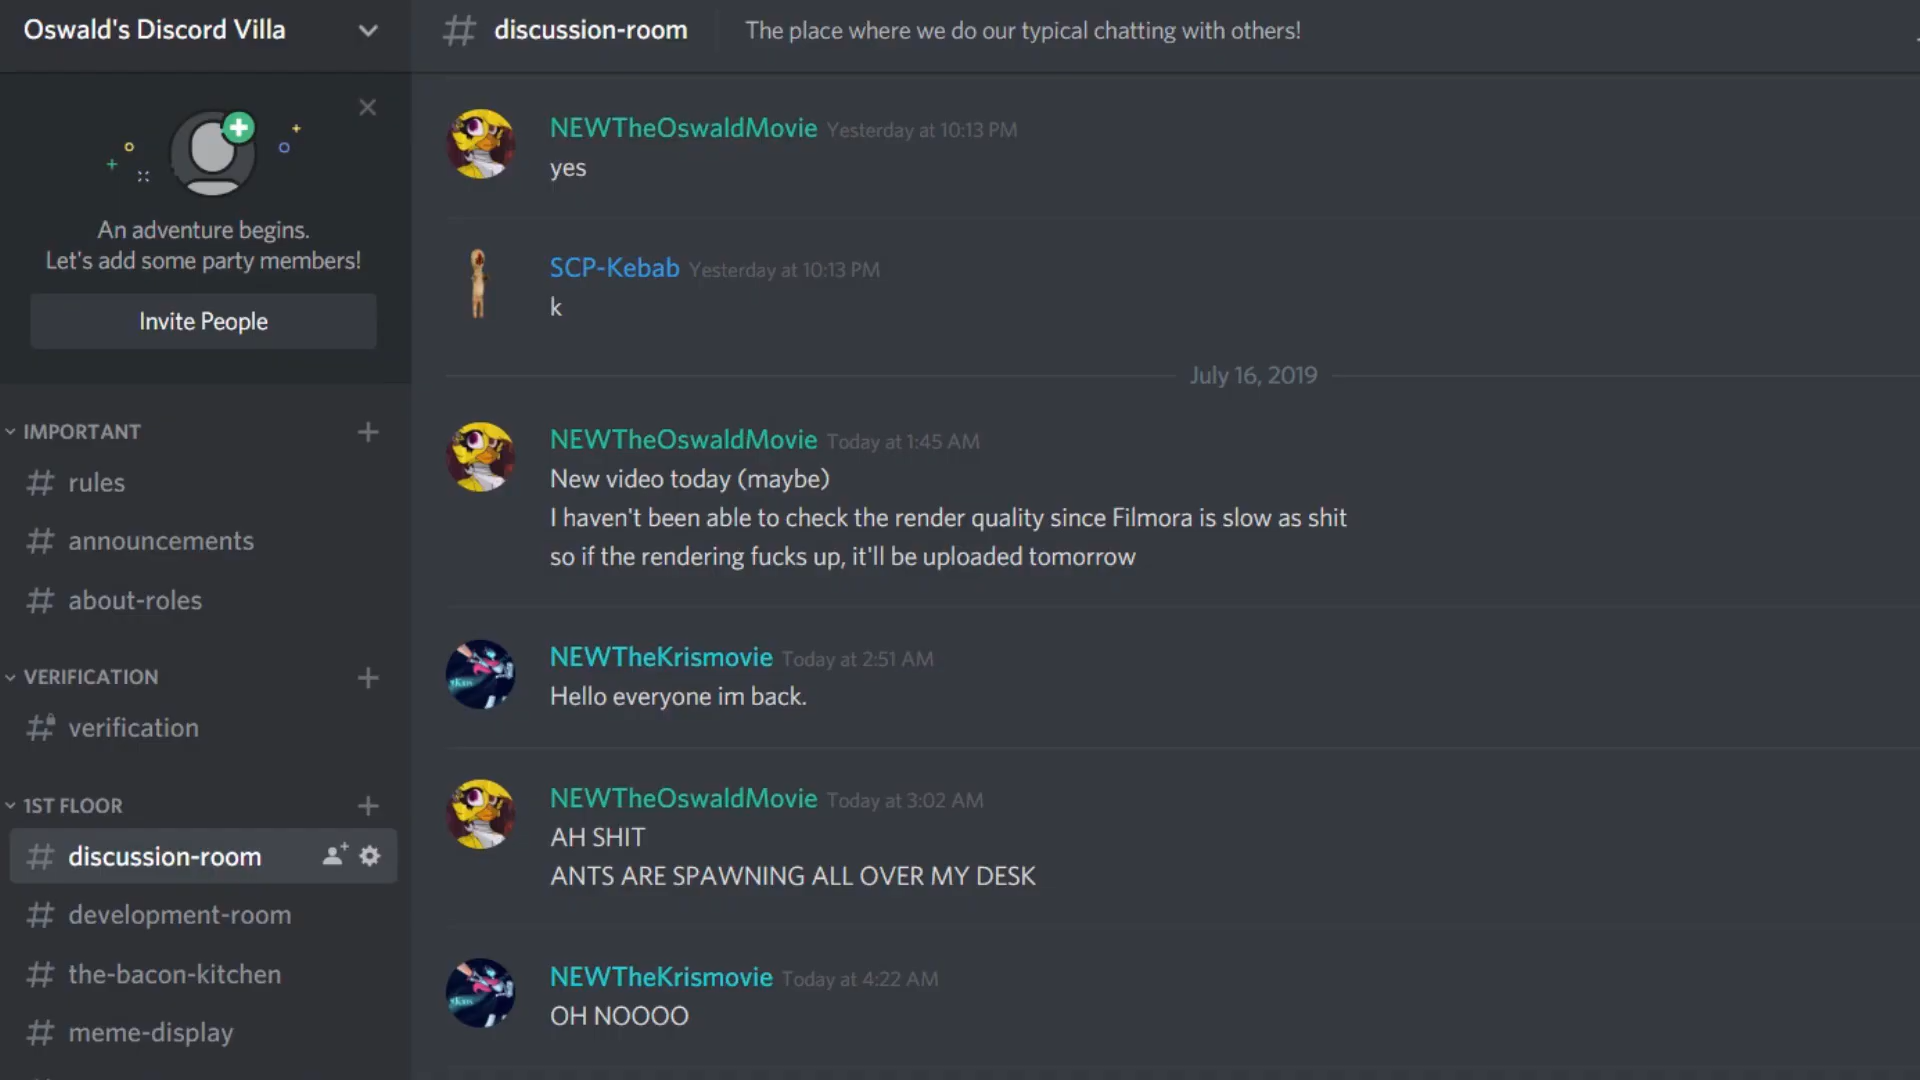 Oswald's Discord Villa
An adventure begins.
Let's add some party members!
Invite People
IMPORTANT
rules
announcements
about-roles
VERIFICATION
verification
1ST FLOOR
discussion-room
development-room
the-bacon-kitchen
meme-display
discussion-room The place where we do our typical chatting with others!
NEWTheOswaldMovie Yesterday at 10:13 PM
yes
SCP-Kebab Yesterday at 10:13 PM
k
July 16, 2019
NEWTheOswaldMovie Today at 1:45 AM
New video today (maybe)
I haven't been able to check the render quality since Filmora is slow as shit
so if the rendering fucks up, it'll be uploaded tomorrow
NEWTheKrismovie Today at 2:51 AM
Hello everyone im back.
NEWTheOswaldMovie Today at 3:02 AM
AH SHIT
ANTS ARE SPAWNING ALL OVER MY DESK
NEWTheKrismovie Today at 4:22 AM
OH NOOOO